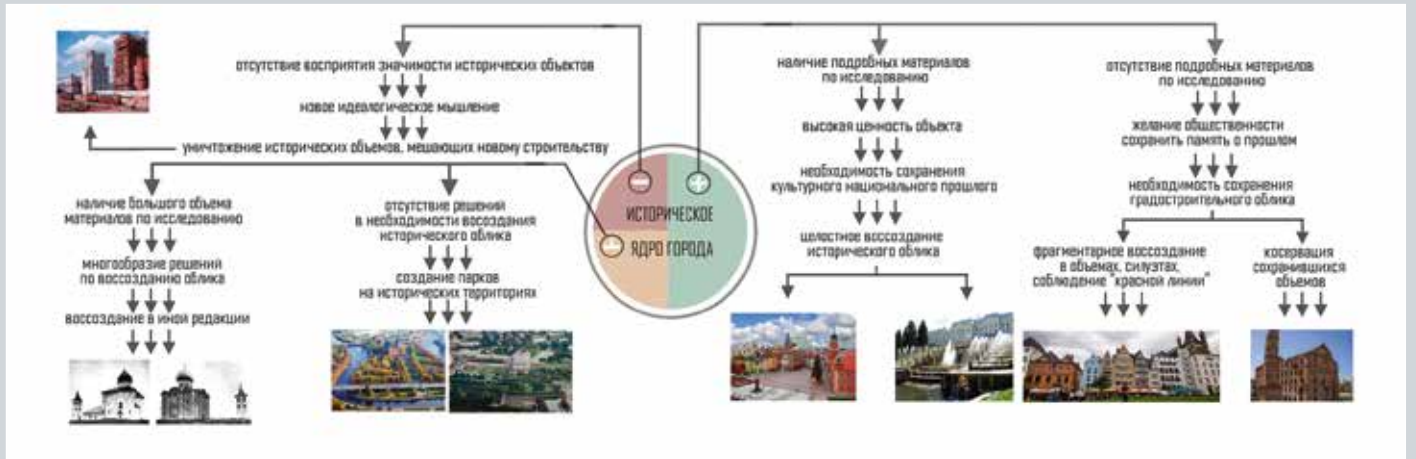 отсутствие восприятия значимости исторических объектов
новое идеологическое мышление
уничтожение исторических объемов, мешающих новому строительству
наличие большого объема
материалов по исследованию
многообразие решений
по воссозданию облика
воссоздание в иной редакции
отсутствие решений
в необходимости восоздания
исторического облика
создание парков
на исторических территориях
ИСТОРИЧЕСКОЕ
ЯДРО ГОРОДА
наличие подробных материалов
по исследованию
высокая ценность объекта
необходимость сохранения
культурного национального прошлого
целостное воссоздание
исторического облика
отсутствие подробных материалов
по исследованию
желание общественности
сохранить память о прошлом
необходимость сохранения
градостроительного облика
фрагментарное воссоздание
в объемах, силуэтах,
соблюдение "красной линии"
косервация
сохранившихся
объемов